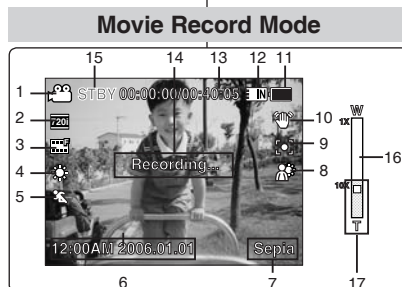 Movie Record Mode
15 14 13 12 11
1 STBY 00:00:00/00:40:05 IN
2 720i 10 W
1X
3 9 16
Recording...
4 8 10X
5 T
12:00AM 2006.01.01 Sepia
6 7 17